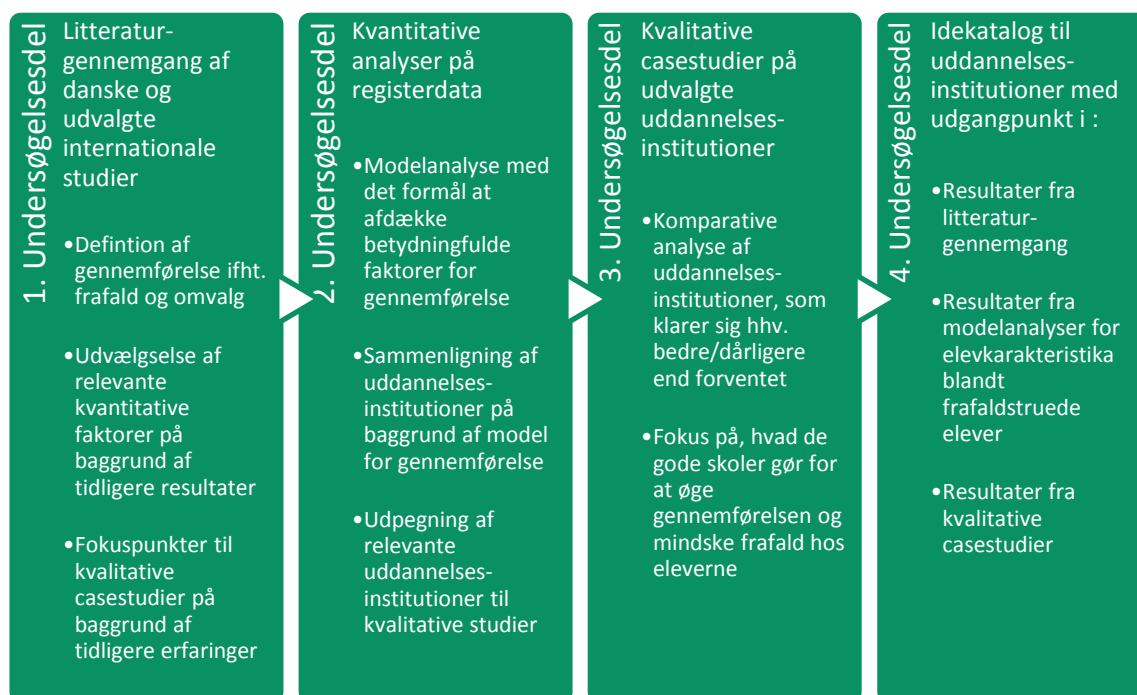 1. Undersøgelsesdel
Litteratur-
gennemgang af
danske og
udvalgte
internationale
studier
•Defintion af
gennemførelse ifht.
frafald og omvalg
•Udvælgselse af
relevante
kvantitative
faktorer på
baggrund af
tidligere resultater
•Fokuspunkter til
kvalitative
casestudier på
baggrund af
tidligere erfaringer
2. Undersøgelsesdel
Kvantitative
analyser på
registerdata
•Modelanalyse med
det formål at
afdække
betydningfulde
faktorer for
gennemførelse
•Sammenligning af
uddannelses-
institutioner på
baggrund af model
for gennemførelse
•Udpegning af
relevante
uddannelses-
institutioner til
kvalitative studier
3. Undersøgelsesdel
Kvalitative
casestudier på
udvalgte
uddannelses-
institutioner
•Komparative
analyse af
uddannelses-
institutioner, som
klarer sig hhv.
bedre/dårligere
end forventet
•Fokus på, hvad de
gode skoler gør for
at øge
gennemførelsen og
mindske frafald hos
eleverne
4. Undersøgelsesdel
Idekatalog til
uddannelses-
institutioner med
udgangpunkt i :
•Resultater fra
litteratur-
gennemgang
•Resultater fra
modelanalyser for
elevkarakteristika
blandt
frafaldstruede
elever
•Resultater fra
kvalitative
casestudier